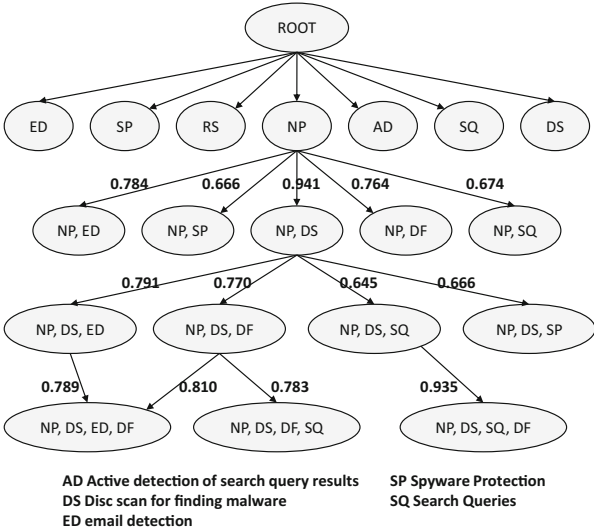 ROOT
ED SP RS NP AD SQ DS
0.784 0.666 0.941 0.764 0.674
NP, ED NP, SP NP, DS NP, DF NP, SQ
0.791 0.770 0.645 0.666
NP, DS, ED NP, DS, DF NP, DS, SQ NP, DS, SP
0.789 0.810 0.783 0.935
NP, DS, ED, DF NP, DS, DF, SQ NP, DS, SQ, DF
AD Active detection of search query results SP Spyware Protection
DS Disc scan for finding malware SQ Search Queries
ED email detection